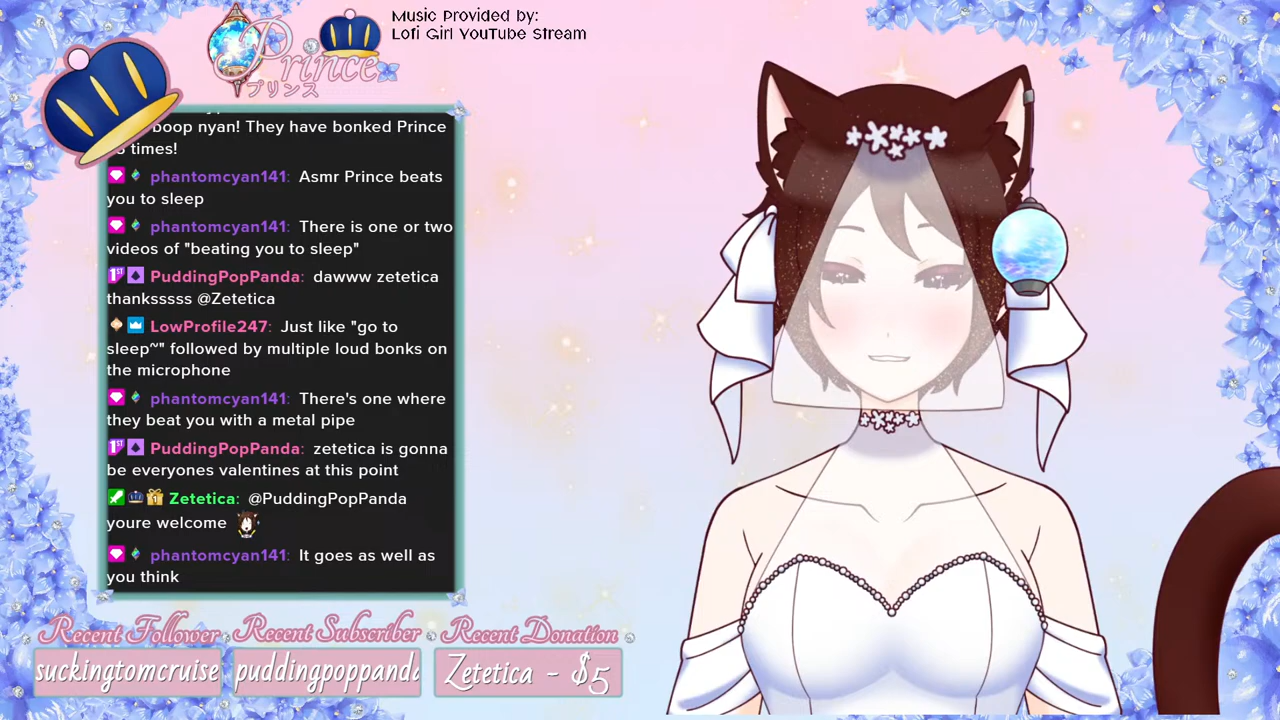 Music Provided by:
Lofi Girl YouTube Stream
Prince
プリンス
boop nyan! They have bonked Prince
times!
phantomcyan141: Asmr Prince beats
you to sleep
phantomcyan141: There is one or two
videos of "beating you to sleep"
PuddingPopPanda: dawww zetetica
thanksssss @Zetetica
LowProfile247: Just like "go to
sleep~" followed by multiple loud bonks on
the microphone
phantomcyan141: There's one where
they beat you with a metal pipe
PuddingPopPanda: zetetica is gonna
be everyones valentines at this point
Zetetica: @PuddingPopPanda
youre welcome
phantomcyan141: It goes as well as
you think
Recent Follower Recent Subscriber Recent Donation
suckingtomcruise puddingpoppanda Zetetica - $5